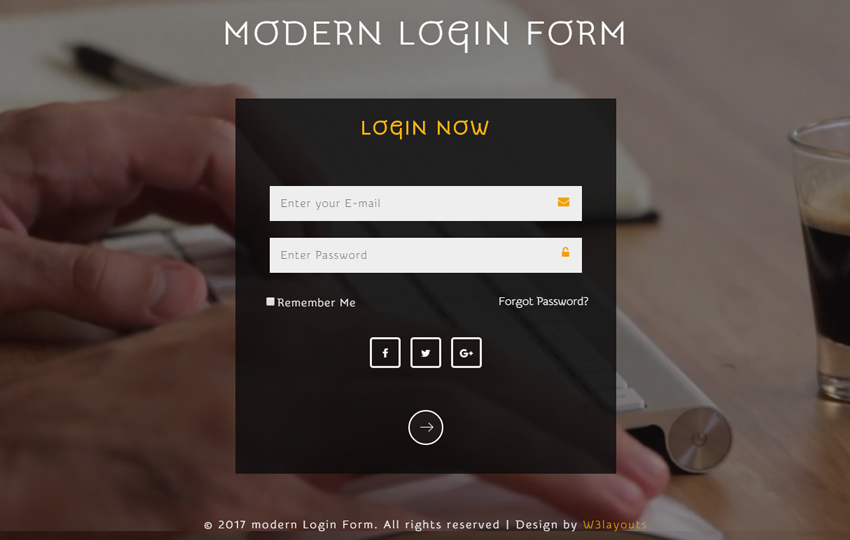 MODERN LOGIN FORM
LOGIN NOW
Enter your E-mail
Enter Password
Remember Me
Forgot Password?
f
G+
© 2017 modern Login Form. All rights reserved | Design by W3layouts